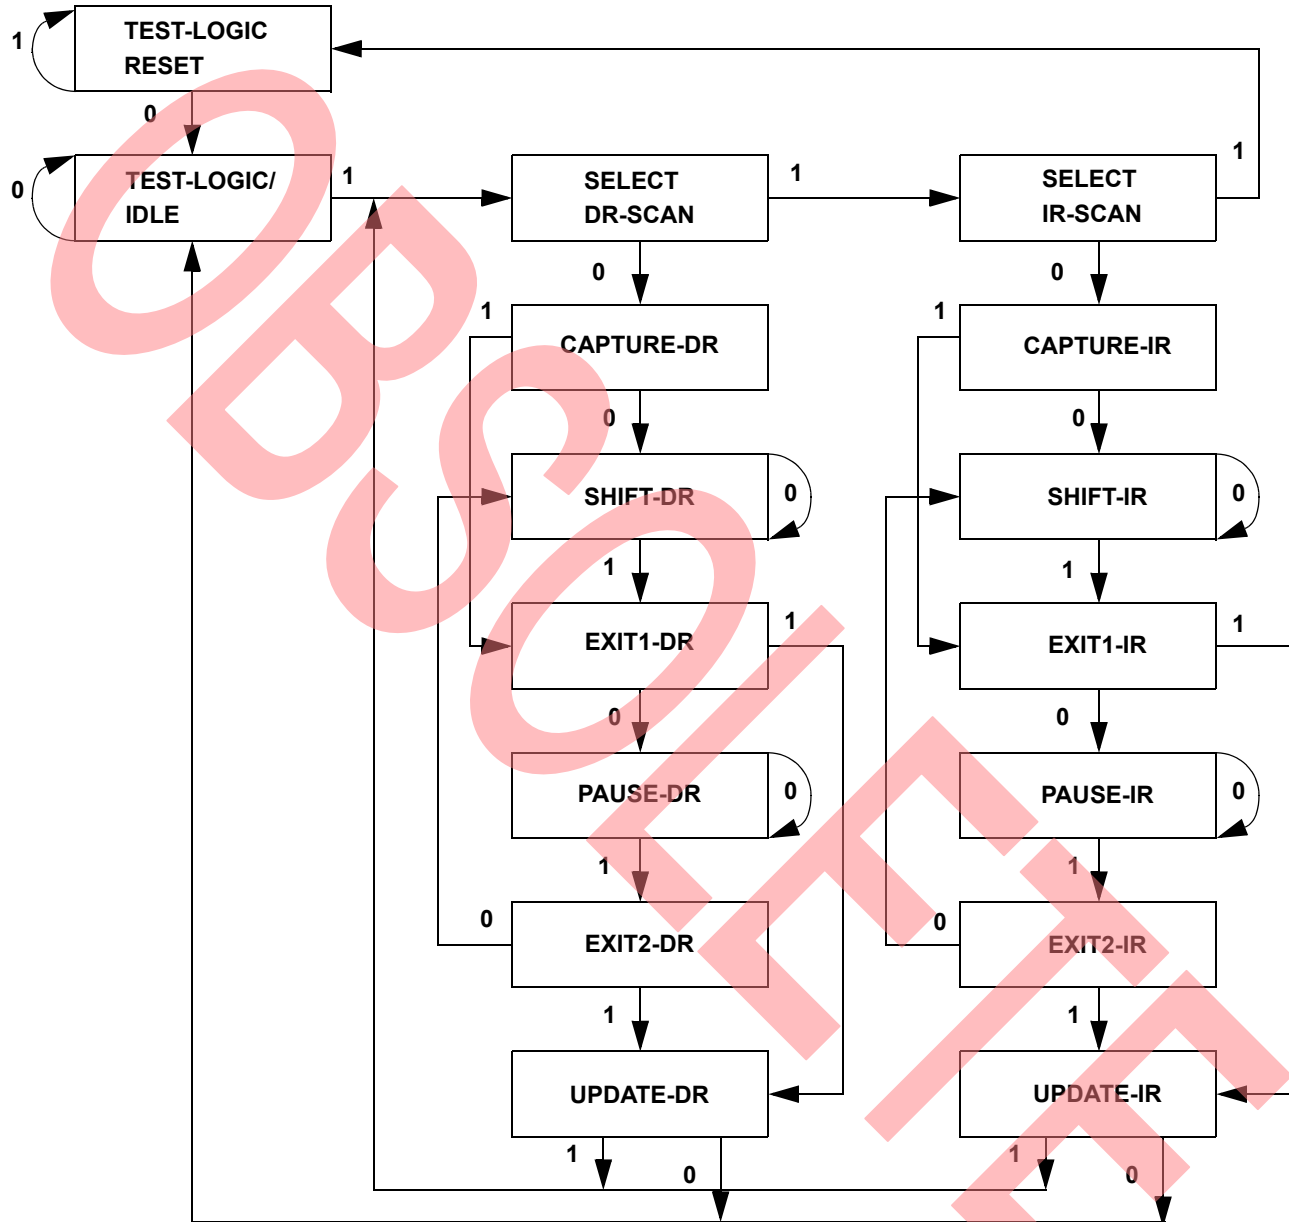 TEST-LOGIC
RESET
1
0
TEST-LOGIC/
IDLE
0
1
SELECT
DR-SCAN
1
SELECT
IR-SCAN
1
0
0
1
CAPTURE-DR
1
CAPTURE-IR
0
0
SHIFT-DR
0
SHIFT-IR
0
1
1
EXIT1-DR
1
EXIT1-IR
1
0
0
PAUSE-DR
0
PAUSE-IR
0
1
1
0
EXIT2-DR
0
EXIT2-IR
1
1
UPDATE-DR
UPDATE-IR
1
0
1
0
OBSOLETE